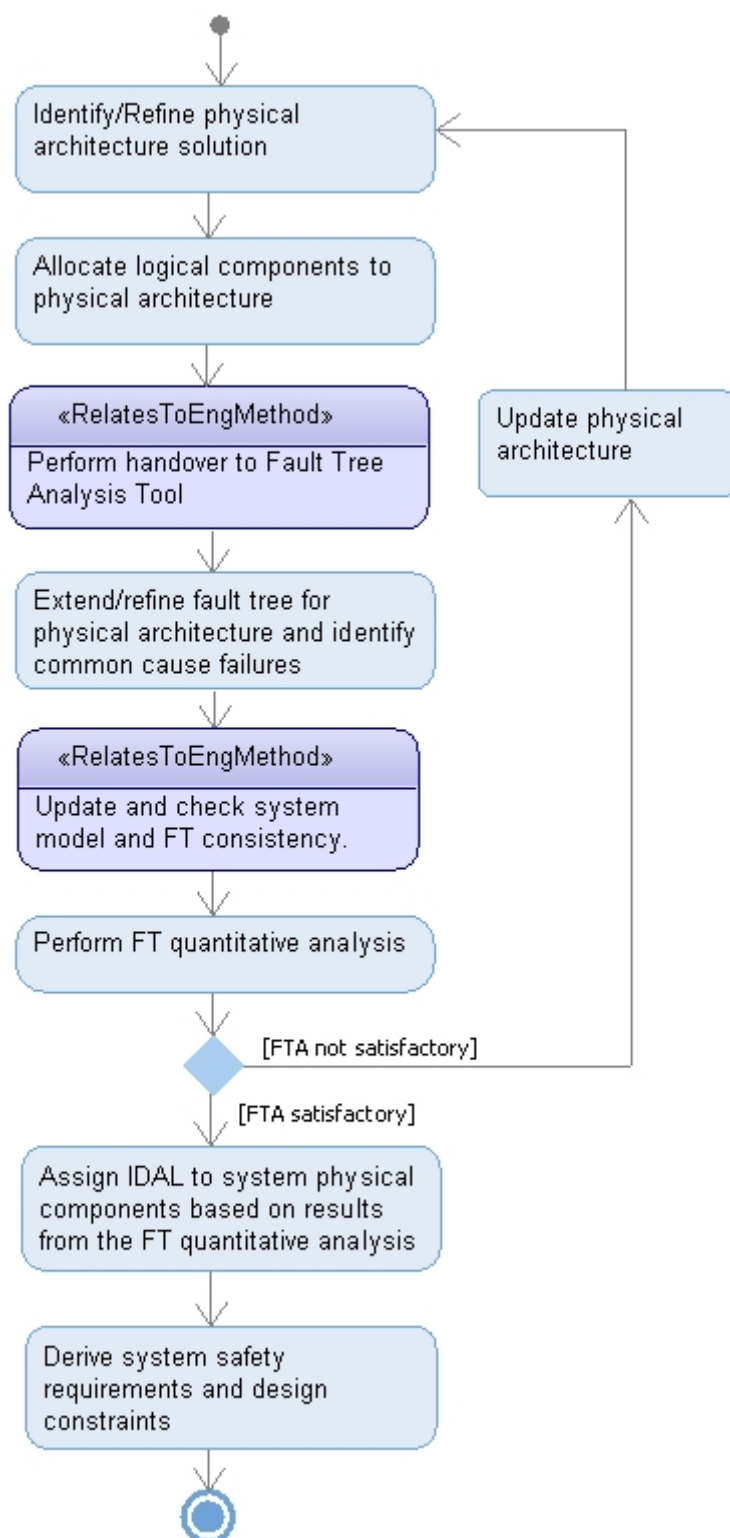 Identify/Refine physical
architecture solution
Allocate logical components to
physical architecture
«RelatesToEngMethod»
Perform handover to Fault Tree
Analysis Tool
Update physical
architecture
Extend/refine fault tree for
physical architecture and identify
common cause failures
«RelatesToEngMethod»
Update and check system
model and FT consistency.
Perform FT quantitative analysis
[FTA not satisfactory]
[FTA satisfactory]
Assign IDAL to system physical
components based on results
from the FT quantitative analysis
Derive system safety
requirements and design
constraints